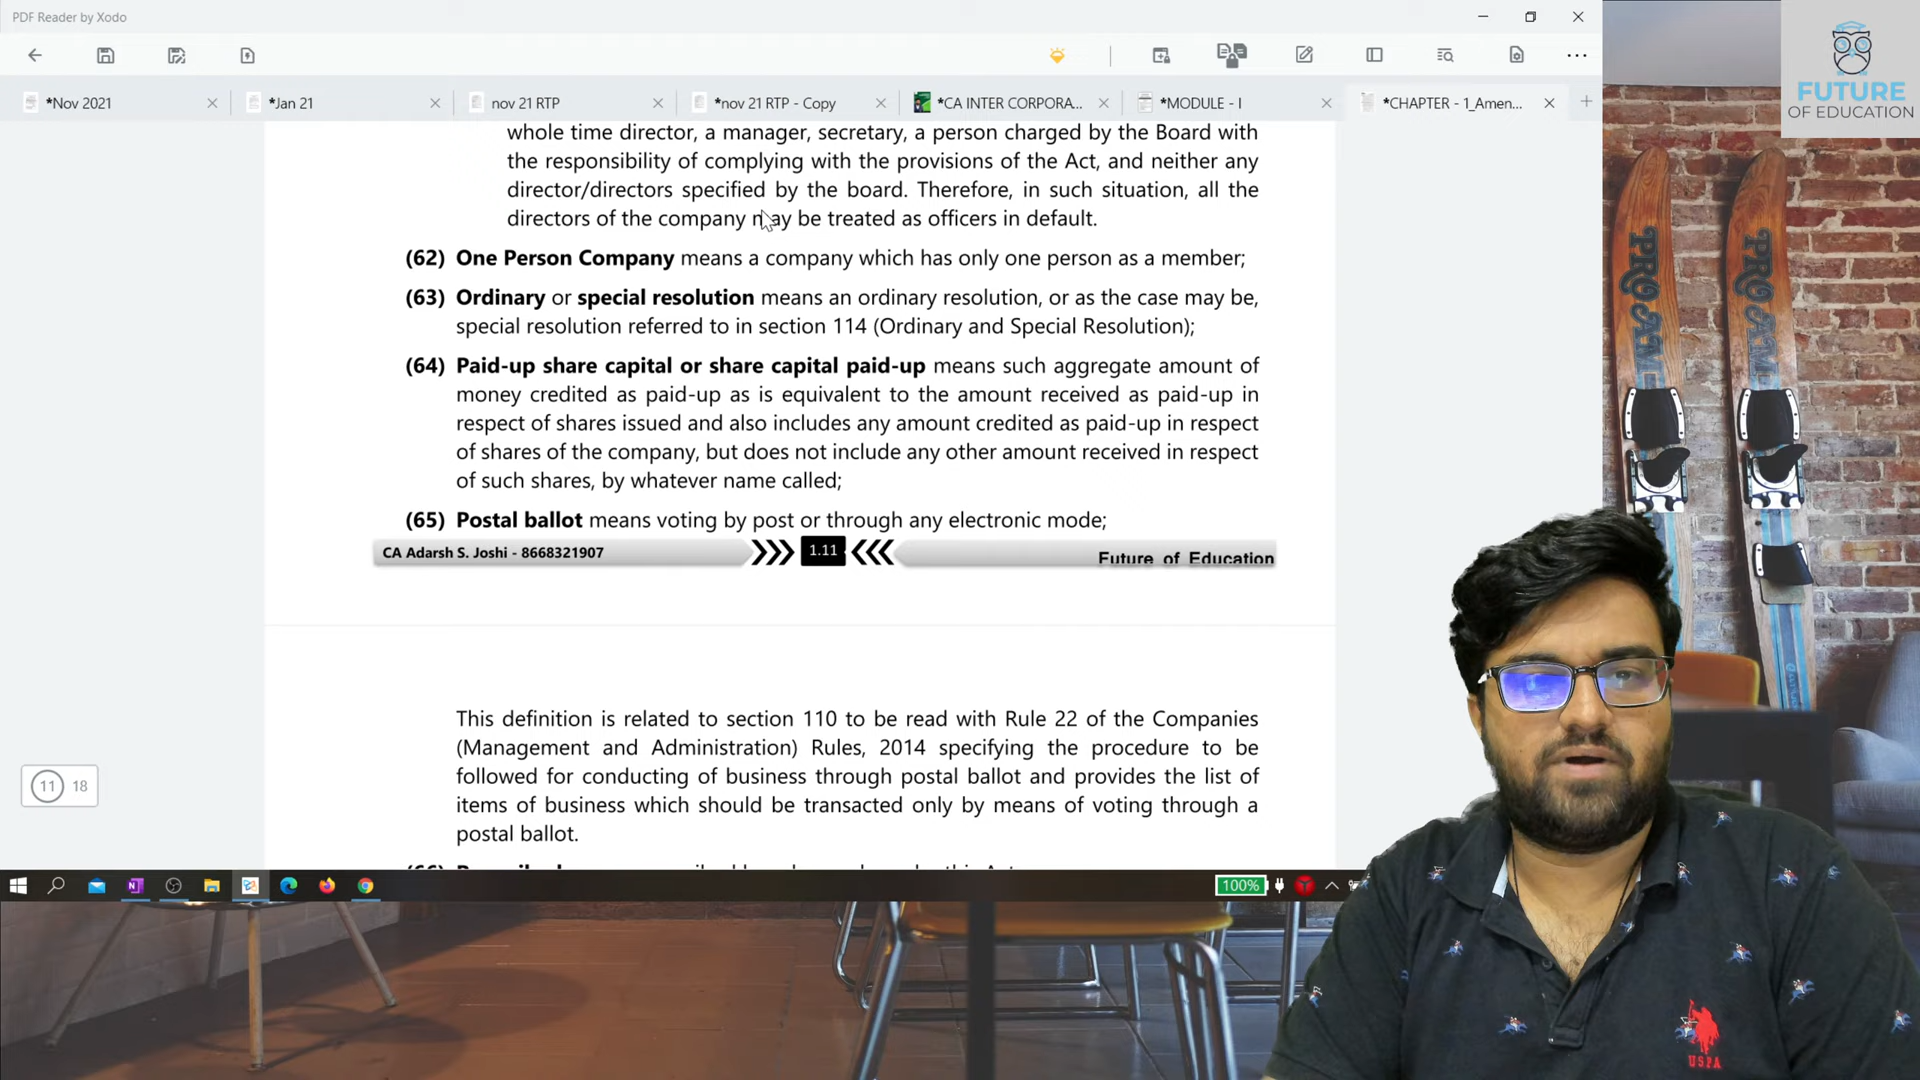 PDF Reader by Xodo
FUTURE
OF EDUCATION
*Nov 2021
*Jan 21
nov 21 RTP
*nov 21 RTP - Copy
*CA INTER CORPORA...
*MODULE - I
*CHAPTER - 1_Amen...
whole time director, a manager, secretary, a person charged by the Board with
the responsibility of complying with the provisions of the Act, and neither any
director/directors specified by the board. Therefore, in such situation, all the
directors of the company may be treated as officers in default.
(62) One Person Company means a company which has only one person as a member;
(63) Ordinary or special resolution means an ordinary resolution, or as the case may be,
special resolution referred to in section 114 (Ordinary and Special Resolution);
(64) Paid-up share capital or share capital paid-up means such aggregate amount of
money credited as paid-up as is equivalent to the amount received as paid-up in
respect of shares issued and also includes any amount credited as paid-up in respect
of shares of the company, but does not include any other amount received in respect
of such shares, by whatever name called;
(65) Postal ballot means voting by post or through any electronic mode;
CA Adarsh S. Joshi - 8668321907
1.11
Future of Education
This definition is related to section 110 to be read with Rule 22 of the Companies
(Management and Administration) Rules, 2014 specifying the procedure to be
followed for conducting of business through postal ballot and provides the list of
items of business which should be transacted only by means of voting through a
postal ballot.
11 18
100%
PRO AM
PRO AM
USPA